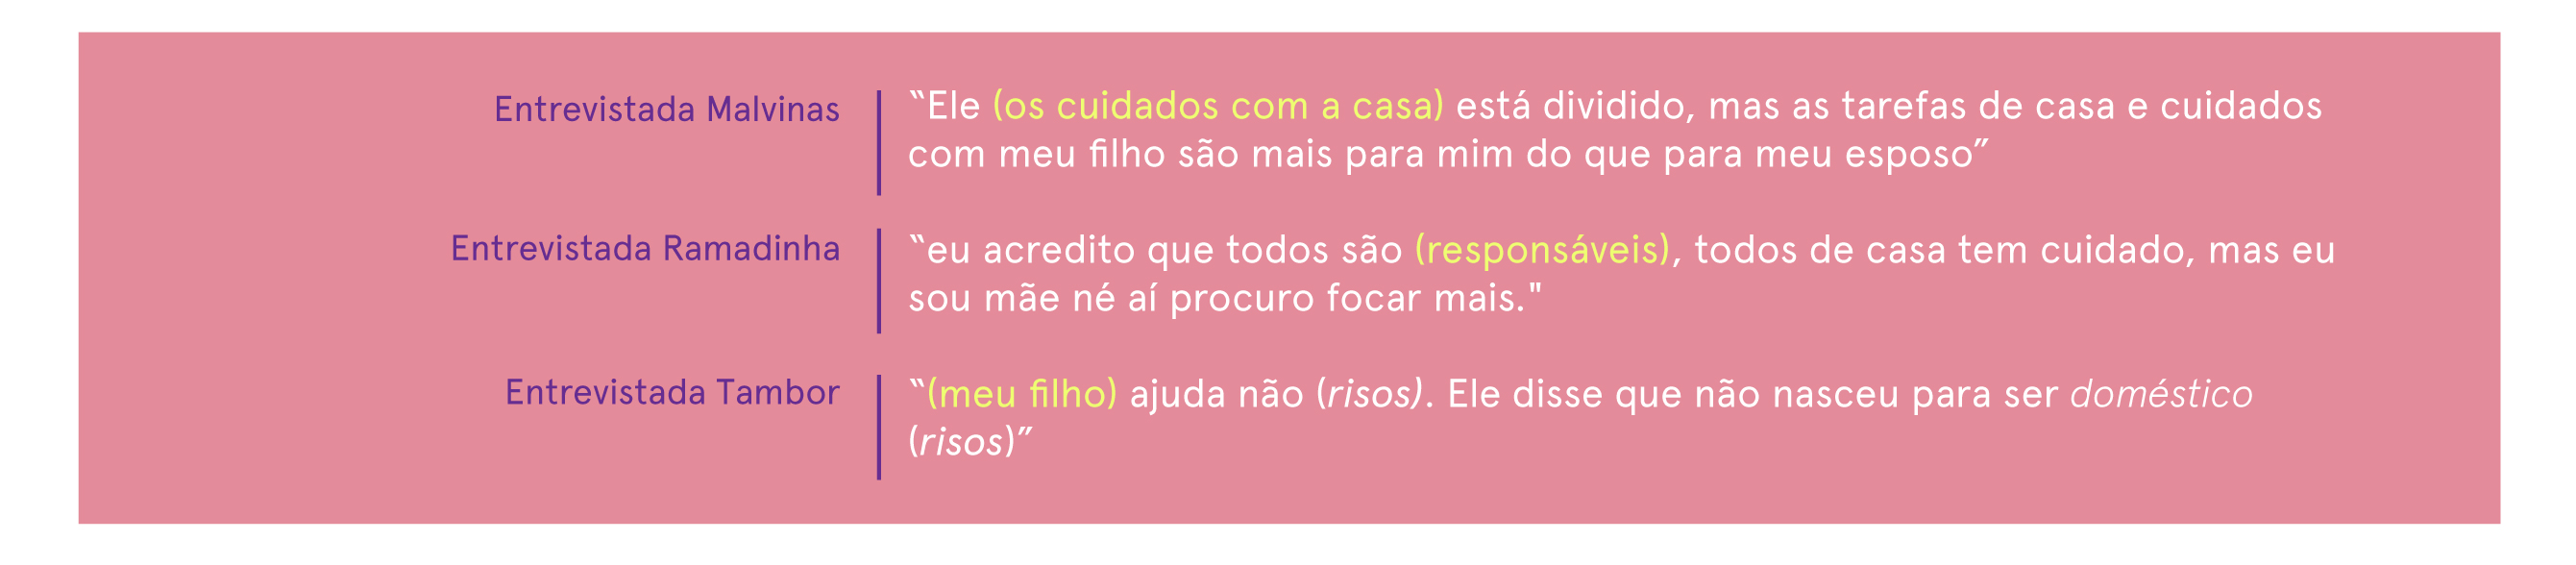 Entrevistada Malvinas
“Ele (os cuidados com a casa) está dividido, mas as tarefas de casa e cuidados
com meu filho são mais para mim do que para meu esposo”
Entrevistada Ramadinha
“eu acredito que todos são (responsáveis), todos de casa tem cuidado, mas eu
sou mãe né aí procuro focar mais."
Entrevistada Tambor
“(meu filho) ajuda não (risos). Ele disse que não nasceu para ser doméstico
(risos)”